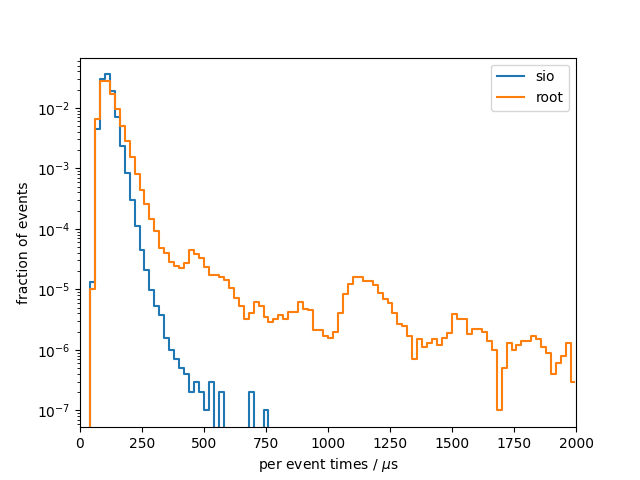 sio
root
10⁻²
10⁻³
10⁻⁴
10⁻⁵
10⁻⁶
10⁻⁷
fraction of events
0 250 500 750 1000 1250 1500 1750 2000
per event times / μs